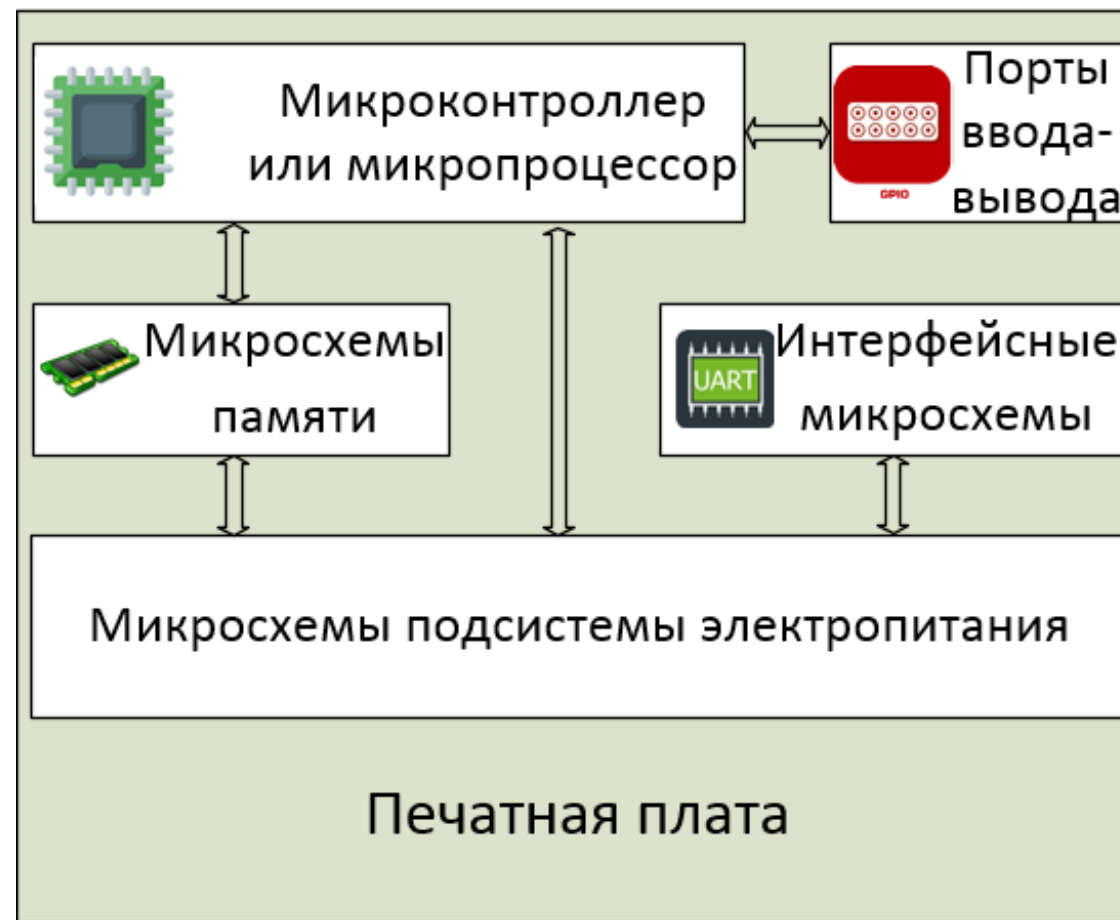 Микроконтроллер
или микропроцессор
Порты
ввода-
вывода
GPIO
Микросхемы
памяти
UART
Интерфейсные
микросхемы
Микросхемы подсистемы электропитания
Печатная плата